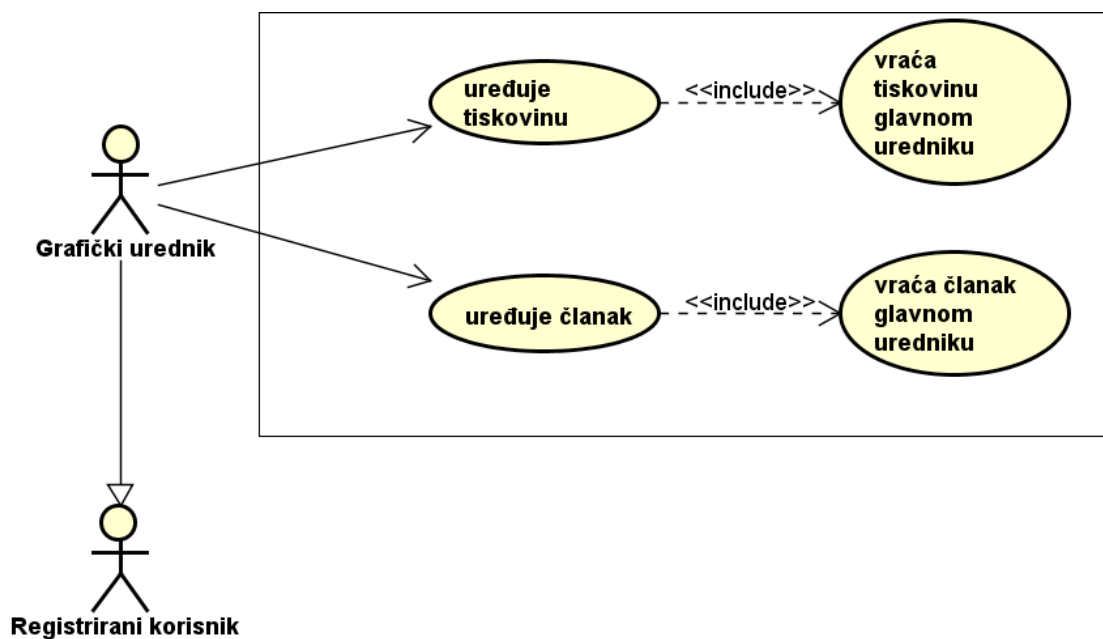 uređuje
tiskovinu
<<include>>
vraća
tiskovinu
glavnom
uredniku
Grafički urednik
uređuje članak
<<include>>
vraća članak
glavnom
uredniku
Registrirani korisnik